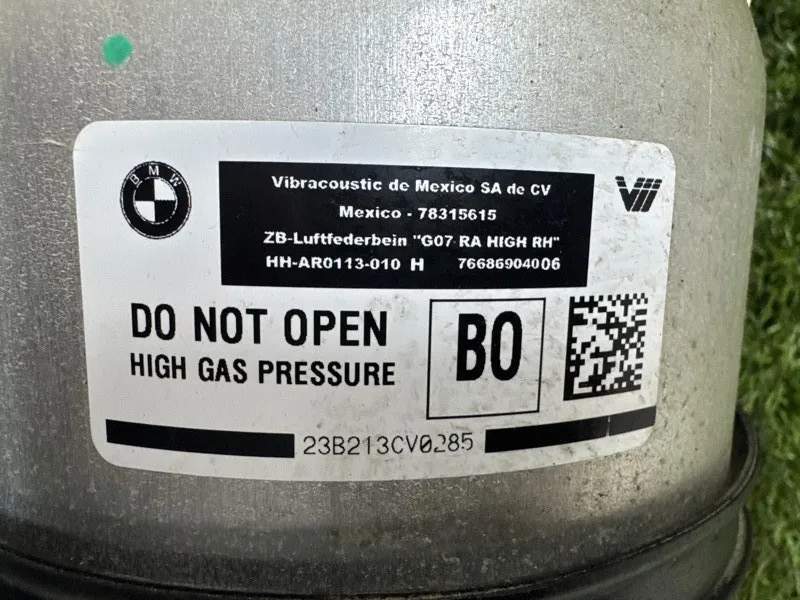 BMW
Vibracoustic de Mexico SA de CV
Mexico - 78315615
ZB-Luftfederbein "G07 RA HIGH RH"
HH-AR0113-010 H 76686904006
DO NOT OPEN
HIGH GAS PRESSURE
BO
23B213CV0285